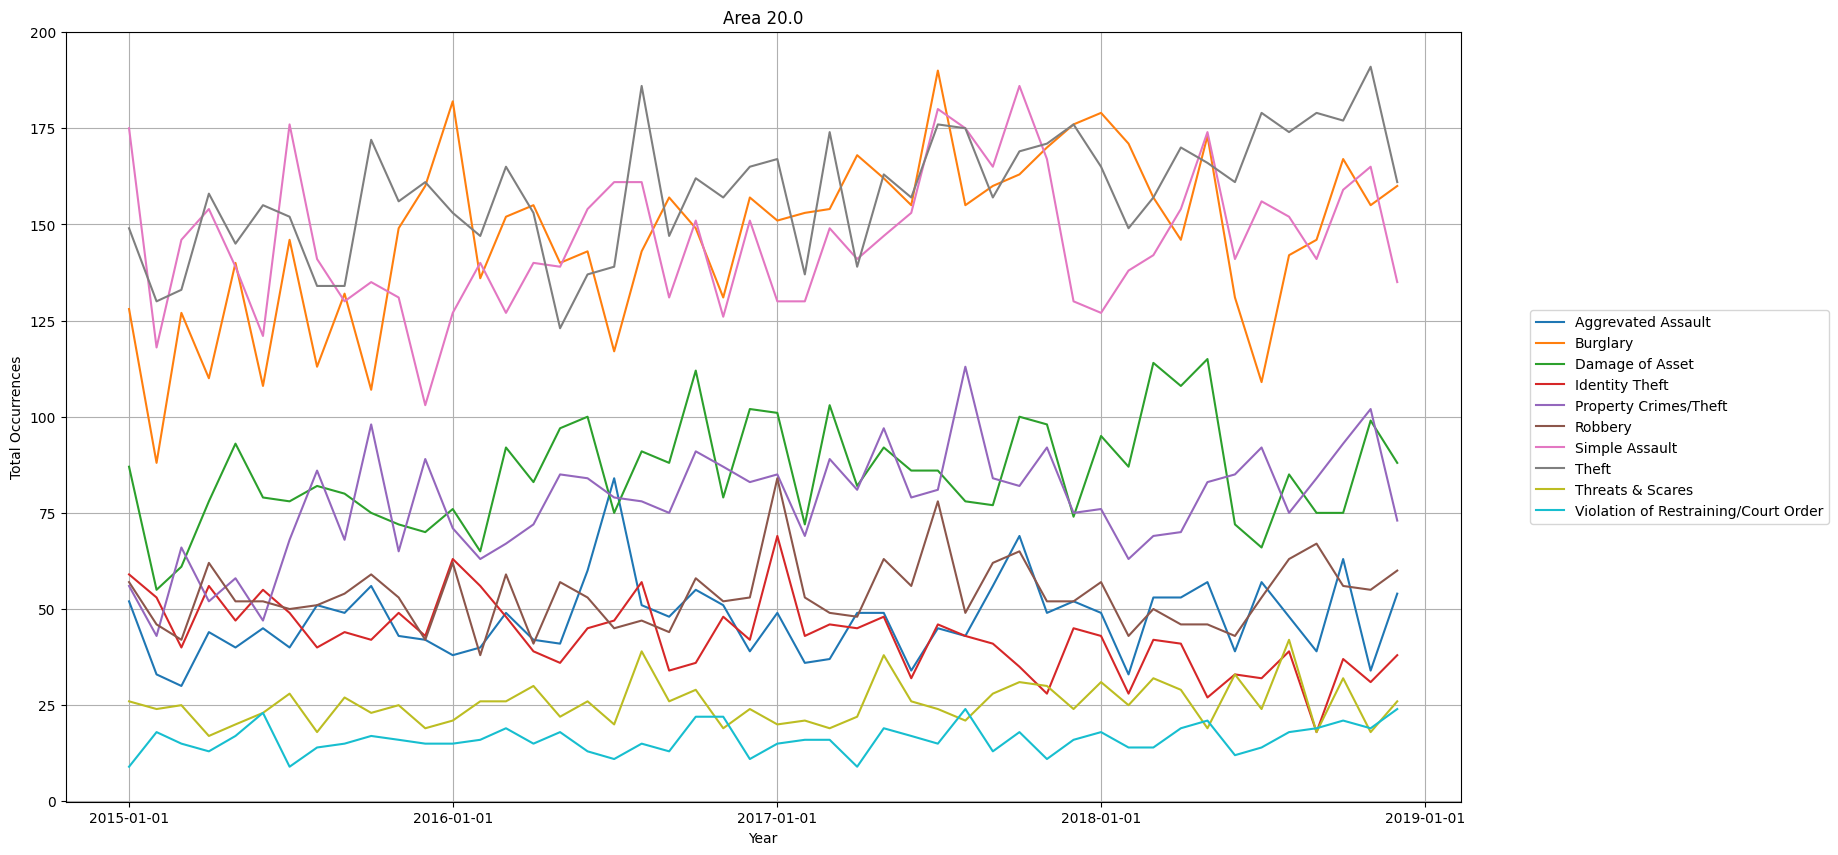 Area 20.0
Total Occurrences
200
175
150
125
100
75
50
25
0
2015-01-01
2016-01-01
2017-01-01
2018-01-01
2019-01-01
Year
Aggrevated Assault
Burglary
Damage of Asset
Identity Theft
Property Crimes/Theft
Robbery
Simple Assault
Theft
Threats & Scares
Violation of Restraining/Court Order